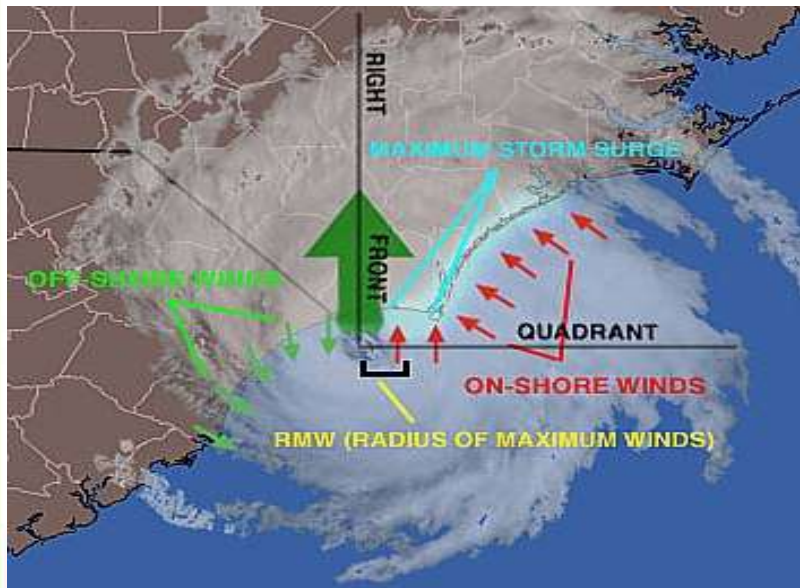 RIGHT
MAXIMUM STORM SURGE
FRONT
OFF-SHORE WINDS
QUADRANT
ON-SHORE WINDS
RMW (RADIUS OF MAXIMUM WINDS)